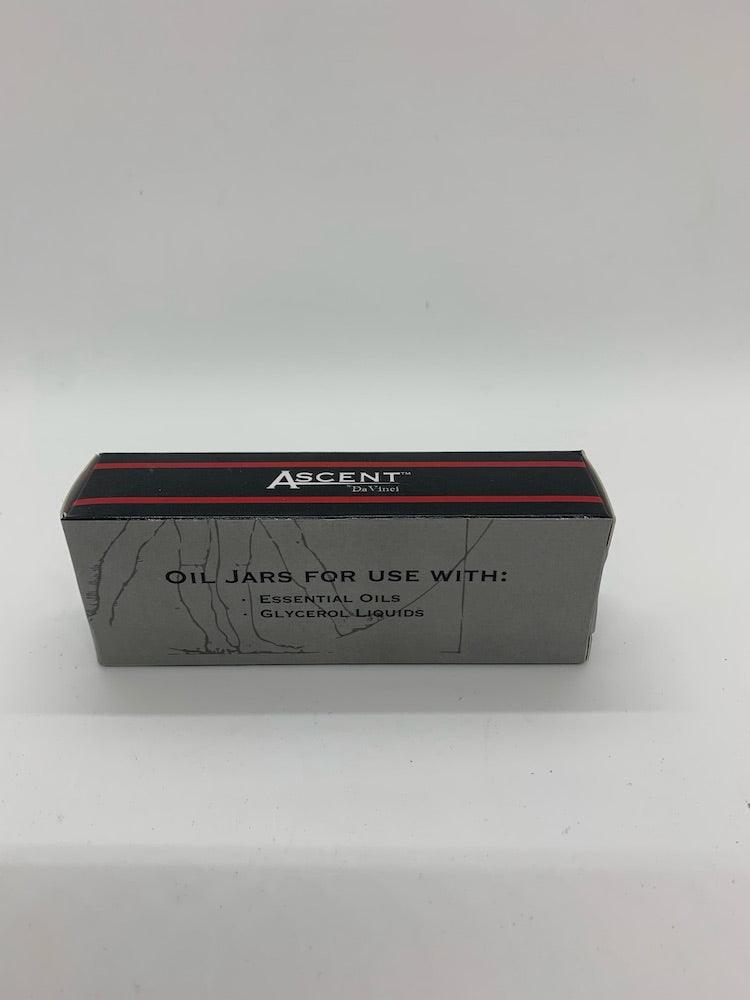 ASCENT™
by DaVinci
OIL JARS FOR USE WITH:
· ESSENTIAL OILS
· GLYCEROL LIQUIDS